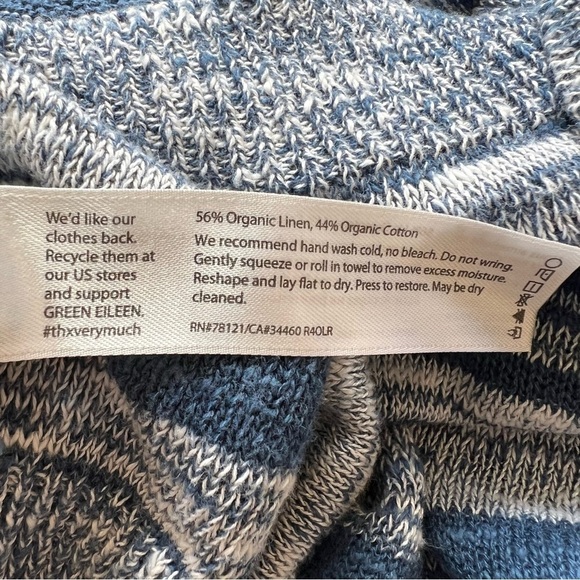 We'd like our
clothes back.
Recycle them at
our US stores
and support
GREEN EILEEN.
#thxverymuch
56% Organic Linen, 44% Organic Cotton
We recommend hand wash cold, no bleach. Do not wring.
Gently squeeze or roll in towel to remove excess moisture.
Reshape and lay flat to dry. Press to restore. May be dry
cleaned.
RN#78121/CA#34460 R4OLR